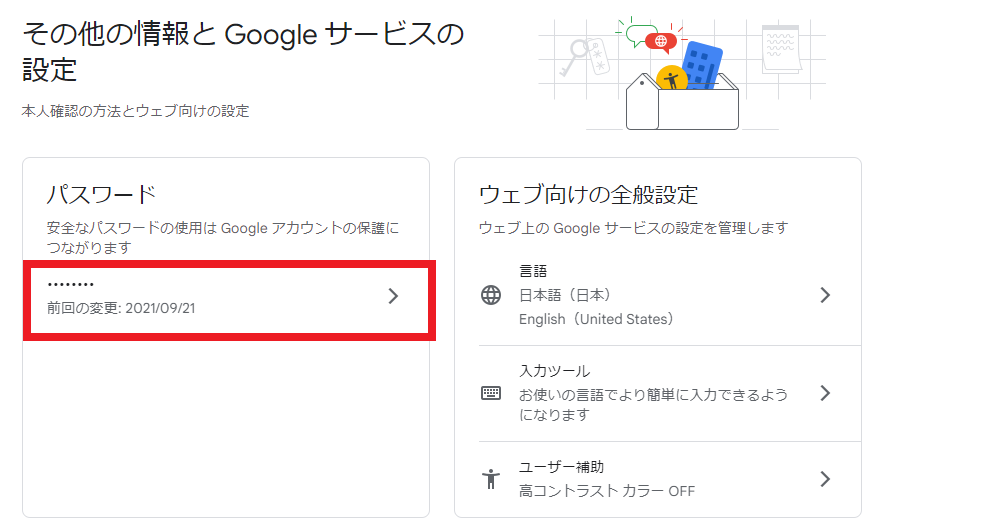 その他の情報と Google サービスの
設定
本人確認の方法とウェブ向けの設定
パスワード
安全なパスワードの使用は Google アカウントの保護に
つながります
••••••••
前回の変更: 2021/09/21
ウェブ向けの全般設定
ウェブ上の Google サービスの設定を管理します
言語
日本語（日本）
English（United States）
入力ツール
お使いの言語でより簡単に入力できるよう
になります
ユーザー補助
高コントラスト カラー OFF